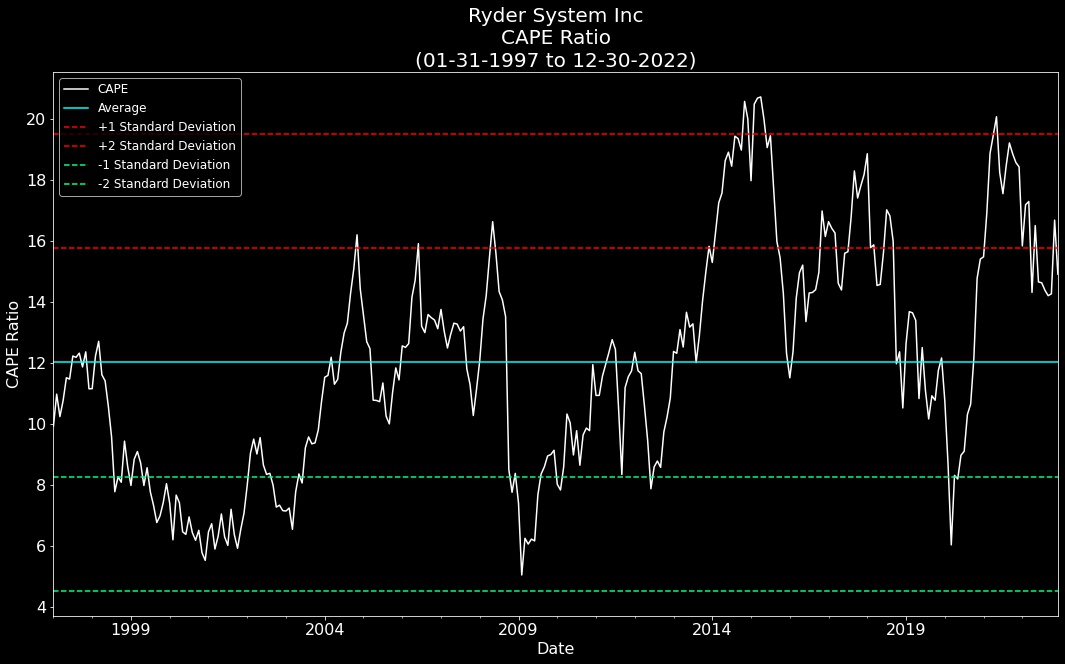 Ryder System Inc
CAPE Ratio
(01-31-1997 to 12-30-2022)
CAPE
Average
+1 Standard Deviation
+2 Standard Deviation
-1 Standard Deviation
-2 Standard Deviation
CAPE Ratio
20
18
16
14
12
10
8
6
4
1999 2004 2009 2014 2019
Date